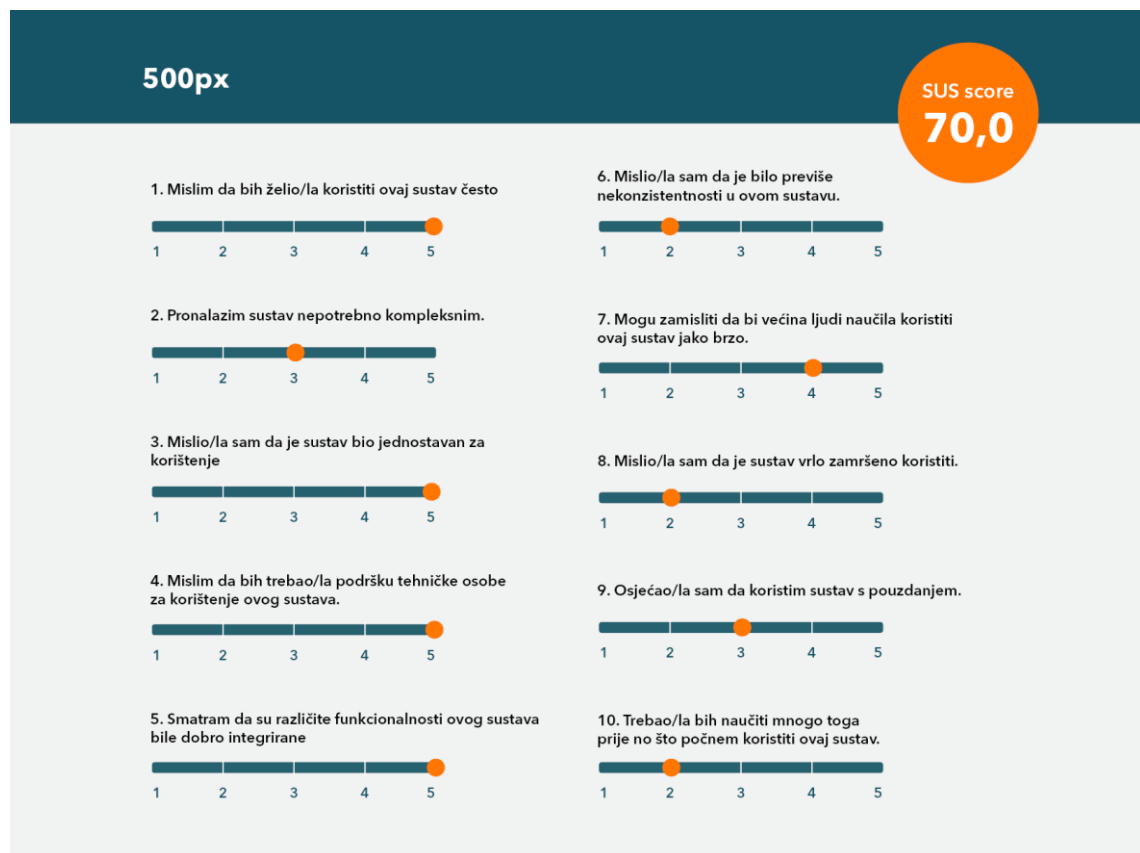 500px
SUS score
70,0
1. Mislim da bih želio/la koristiti ovaj sustav često
1 2 3 4 5
2. Pronalazim sustav nepotrebno kompleksnim.
1 2 3 4 5
3. Mislio/la sam da je sustav bio jednostavan za
korištenje
1 2 3 4 5
4. Mislim da bih trebao/la podršku tehničke osobe
za korištenje ovog sustava.
1 2 3 4 5
5. Smatram da su različite funkcionalnosti ovog sustava
bile dobro integrirane
1 2 3 4 5
6. Mislio/la sam da je bilo previše
nekonzistentnosti u ovom sustavu.
1 2 3 4 5
7. Mogu zamisliti da bi većina ljudi naučila koristiti
ovaj sustav jako brzo.
1 2 3 4 5
8. Mislio/la sam da je sustav vrlo zamršeno koristiti.
1 2 3 4 5
9. Osjećao/la sam da koristim sustav s pouzdanjem.
1 2 3 4 5
10. Trebao/la bih naučiti mnogo toga
prije no što počnem koristiti ovaj sustav.
1 2 3 4 5